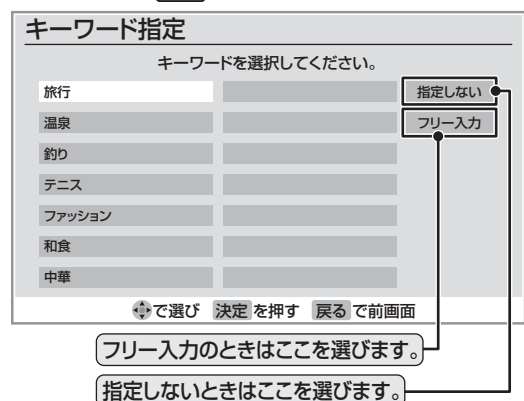 キーワード指定
キーワードを選択してください。
旅行
指定しない
温泉
フリー入力
釣り
テニス
ファッション
和食
中華
で選び 決定 を押す 戻る で前画面
フリー入力のときはここを選びます。
指定しないときはここを選びます。